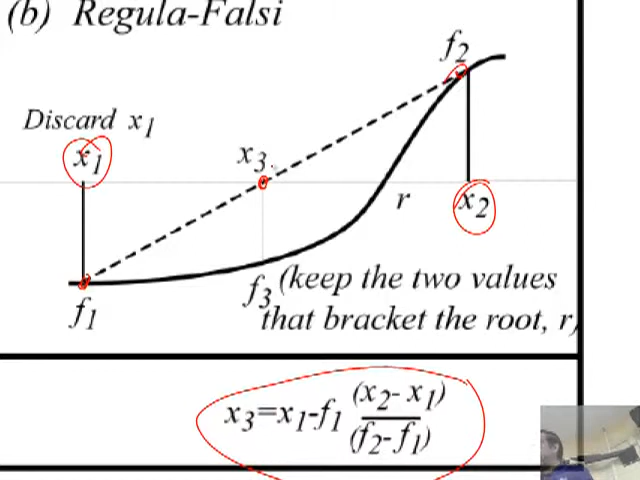 (b) Regula-Falsi
f2
Discard x1
x1
x3
r
x2
f3 (keep the two values
that bracket the root, r)
f1
x3=x1-f1 (x2-x1)
(f2-f1)